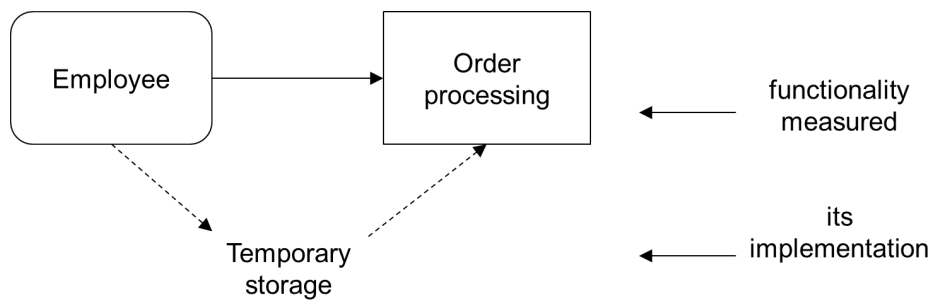 Employee
Order
processing
functionality
measured
Temporary
storage
its
implementation